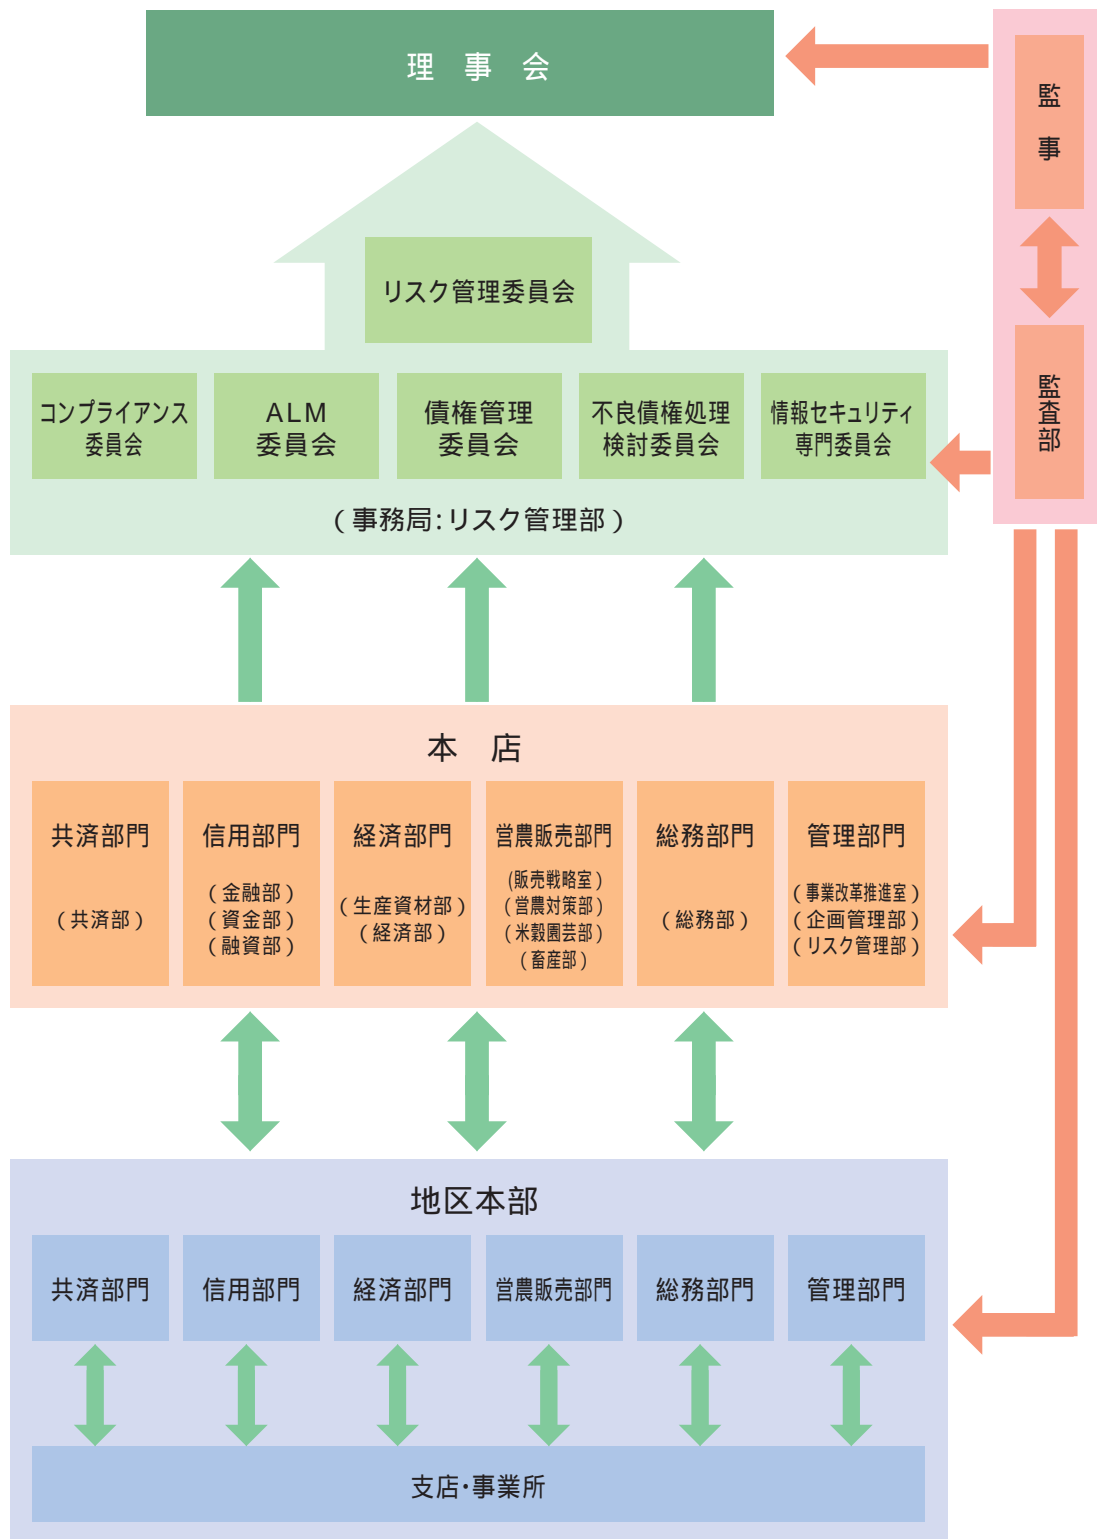 理事会
監事
リスク管理委員会
監査部
コンプライアンス
委員会
ALM
委員会
債権管理
委員会
不良債権処理
検討委員会
情報セキュリティ
専門委員会
（事務局：リスク管理部）
本店
共済部門
（共済部）
信用部門
（金融部）
（資金部）
（融資部）
経済部門
（生産資材部）
（経済部）
営農販売部門
（販売戦略室）
（営農対策部）
（米穀園芸部）
（畜産部）
総務部門
（総務部）
管理部門
（事業改革推進室）
（企画管理部）
（リスク管理部）
地区本部
共済部門
信用部門
経済部門
営農販売部門
総務部門
管理部門
支店・事業所